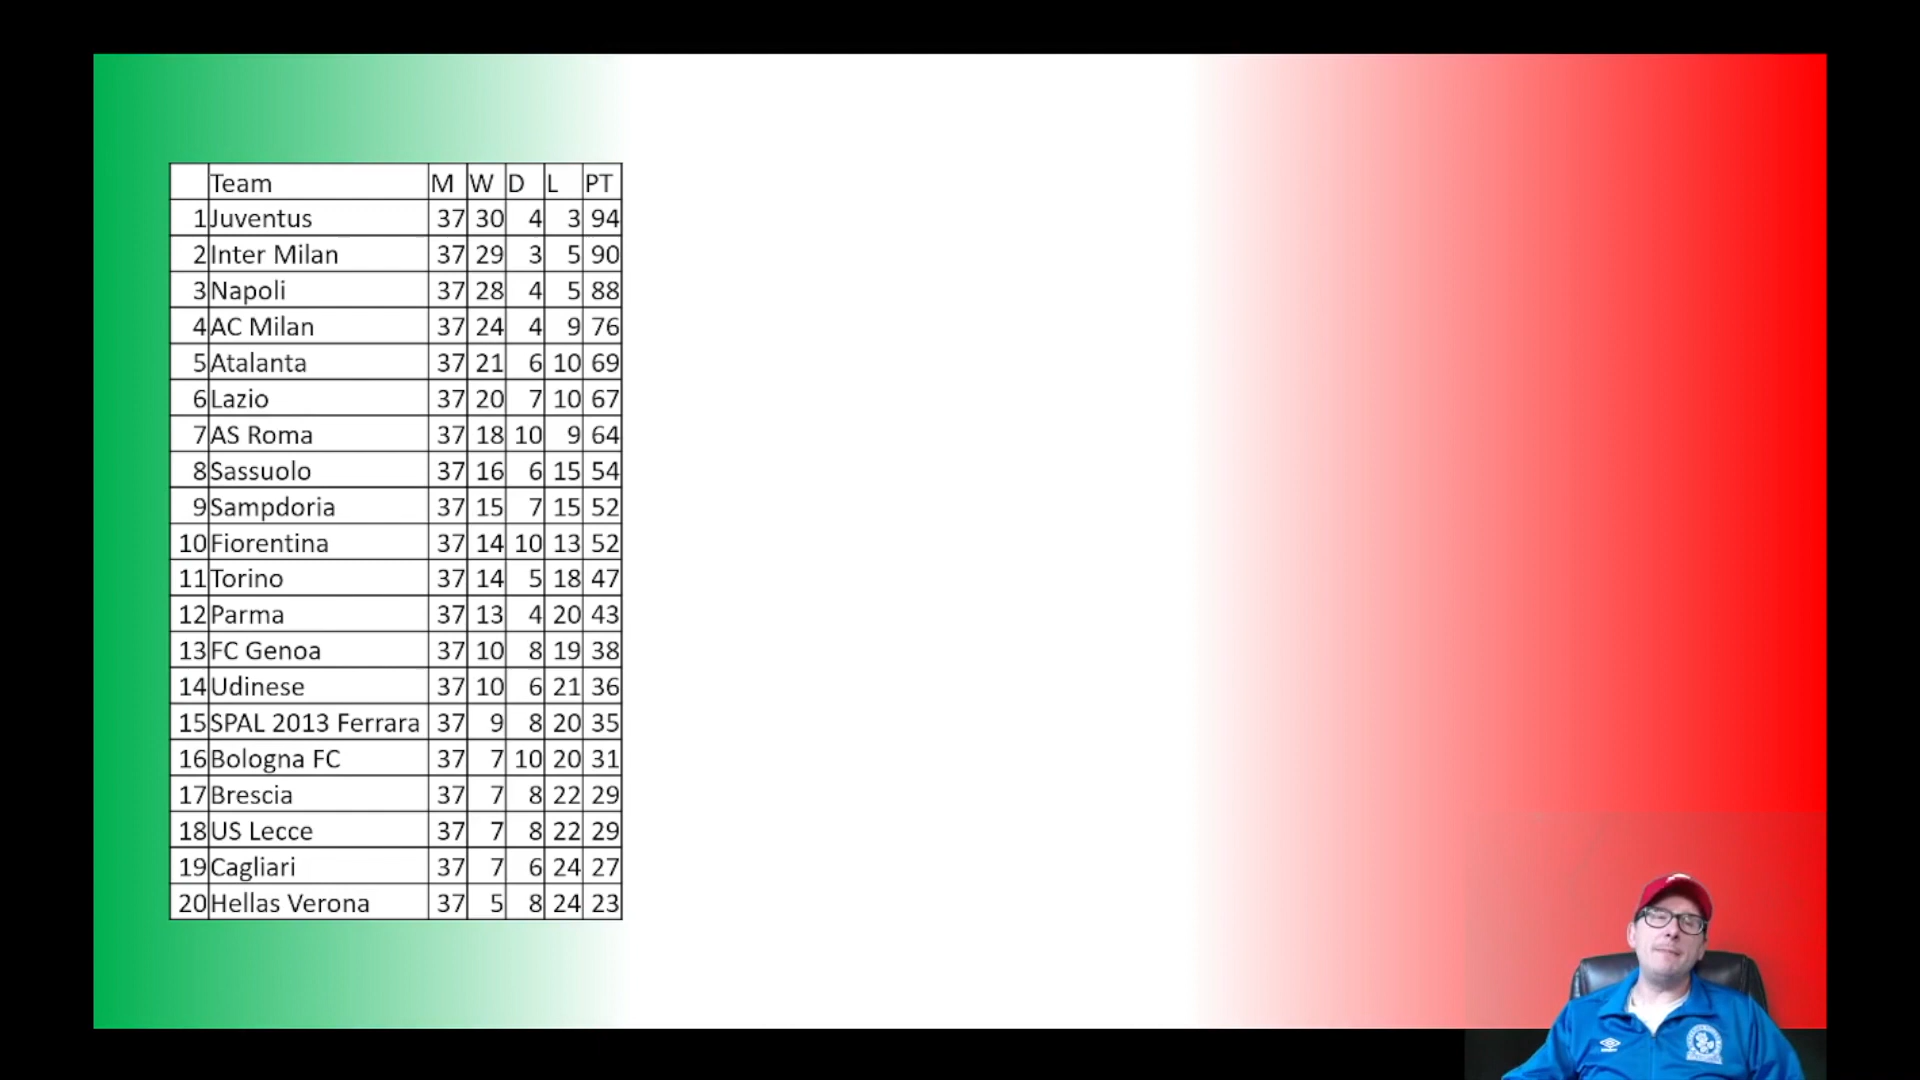 Team M W D L PT
1 Juventus 37 30 4 3 94
2 Inter Milan 37 29 3 5 90
3 Napoli 37 28 4 5 88
4 AC Milan 37 24 4 9 76
5 Atalanta 37 21 6 10 69
6 Lazio 37 20 7 10 67
7 AS Roma 37 18 10 9 64
8 Sassuolo 37 16 6 15 54
9 Sampdoria 37 15 7 15 52
10 Fiorentina 37 14 10 13 52
11 Torino 37 14 5 18 47
12 Parma 37 13 4 20 43
13 FC Genoa 37 10 8 19 38
14 Udinese 37 10 6 21 36
15 SPAL 2013 Ferrara 37 9 8 20 35
16 Bologna FC 37 7 10 20 31
17 Brescia 37 7 8 22 29
18 US Lecce 37 7 8 22 29
19 Cagliari 37 7 6 24 27
20 Hellas Verona 37 5 8 24 23